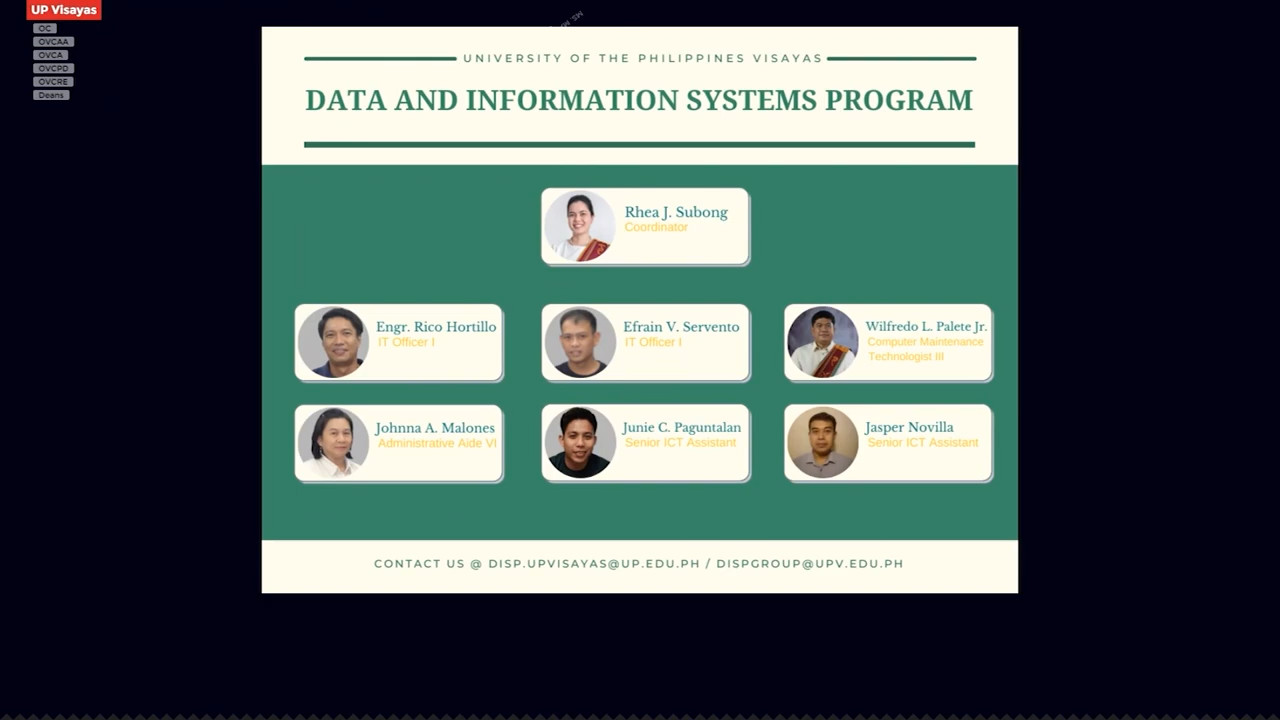 UP Visayas
OC
OVCAA
OVCA
OVCPD
OVCRE
Deans
UNIVERSITY OF THE PHILIPPINES VISAYAS
DATA AND INFORMATION SYSTEMS PROGRAM
Rhea J. Subong
Coordinator
Engr. Rico Hortillo
IT Officer I
Efrain V. Servento
IT Officer I
Wilfredo L. Palete Jr.
Computer Maintenance
Technologist III
Johnna A. Malones
Administrative Aide VI
Junie C. Paguntalan
Senior ICT Assistant
Jasper Novilla
Senior ICT Assistant
CONTACT US @ DISP.UPVISAYAS@UP.EDU.PH / DISPGROUP@UPV.EDU.PH